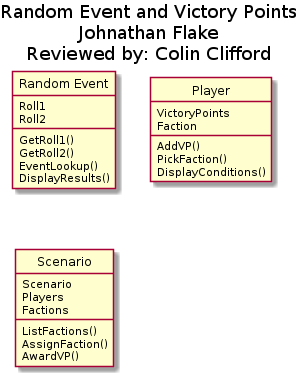 Random Event and Victory Points
Johnathan Flake
Reviewed by: Colin Clifford
Random Event
Roll1
Roll2
GetRoll1()
GetRoll2()
EventLookup()
DisplayResults()
Player
VictoryPoints
Faction
AddVP()
PickFaction()
DisplayConditions()
Scenario
Scenario
Players
Factions
ListFactions()
AssignFaction()
AwardVP()